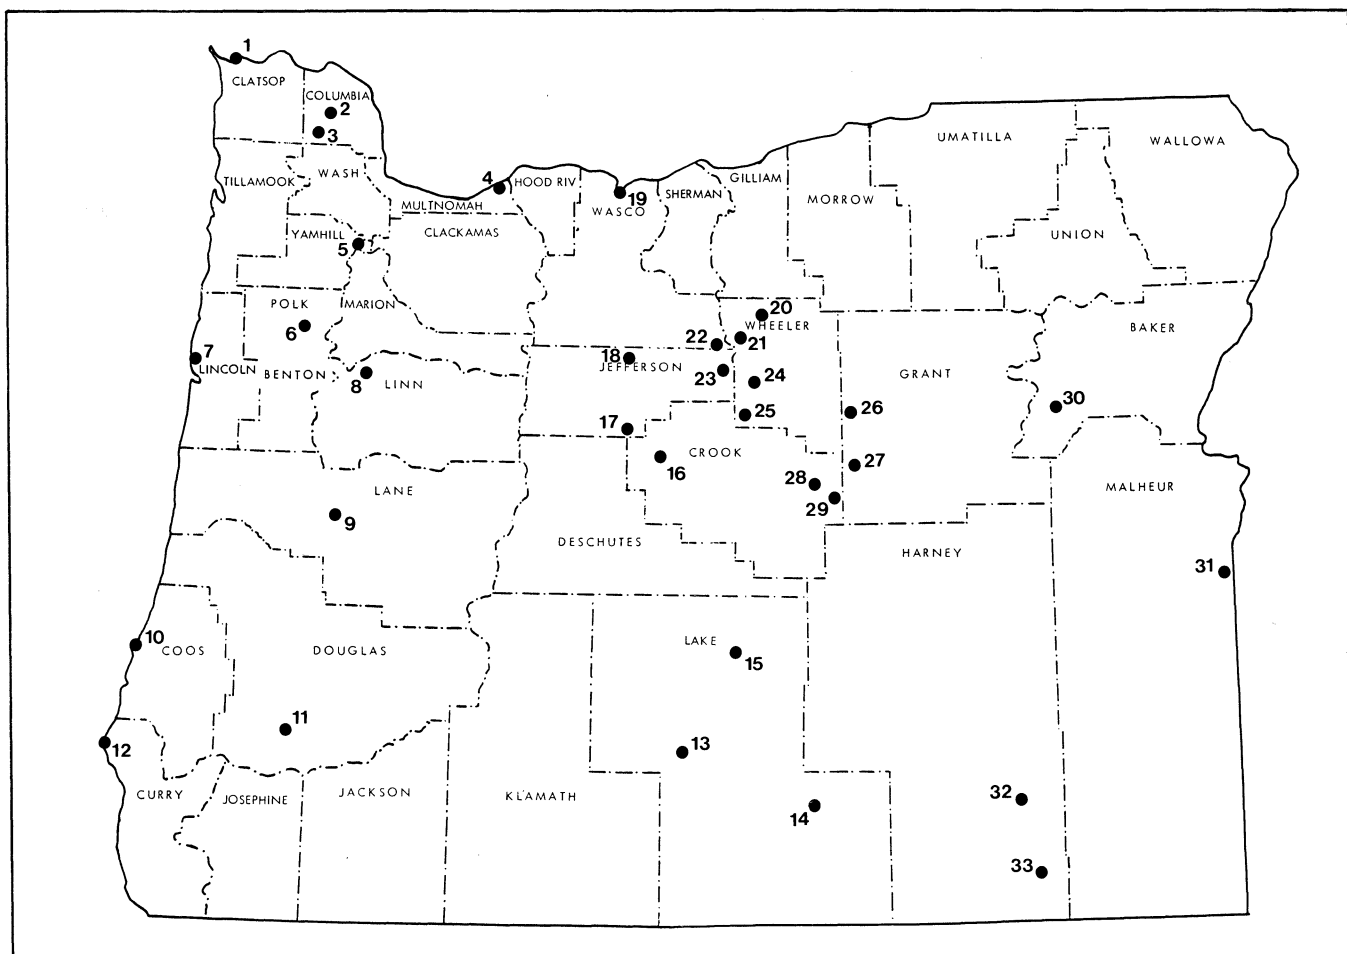 1
CLATSOP
COLUMBIA
2
3
UMATILLA
WALLOWA
TILLAMOOK
WASH
4
HOOD RIV
19
SHERMAN
GILLIAM
MULTNOMAH
WASCO
MORROW
YAMHILL
5
CLACKAMAS
UNION
POLK
MARION
6
20
WHEELER
BAKER
7
LINCOLN
BENTON
8
LINN
18
JEFFERSON
22
21
23
24
GRANT
25
26
30
17
CROOK
16
27
28
29
MALHEUR
LANE
9
DESCHUTES
HARNEY
31
10
COOS
DOUGLAS
LAKE
15
11
12
13
CURRY
JOSEPHINE
JACKSON
KLAMATH
14
32
33